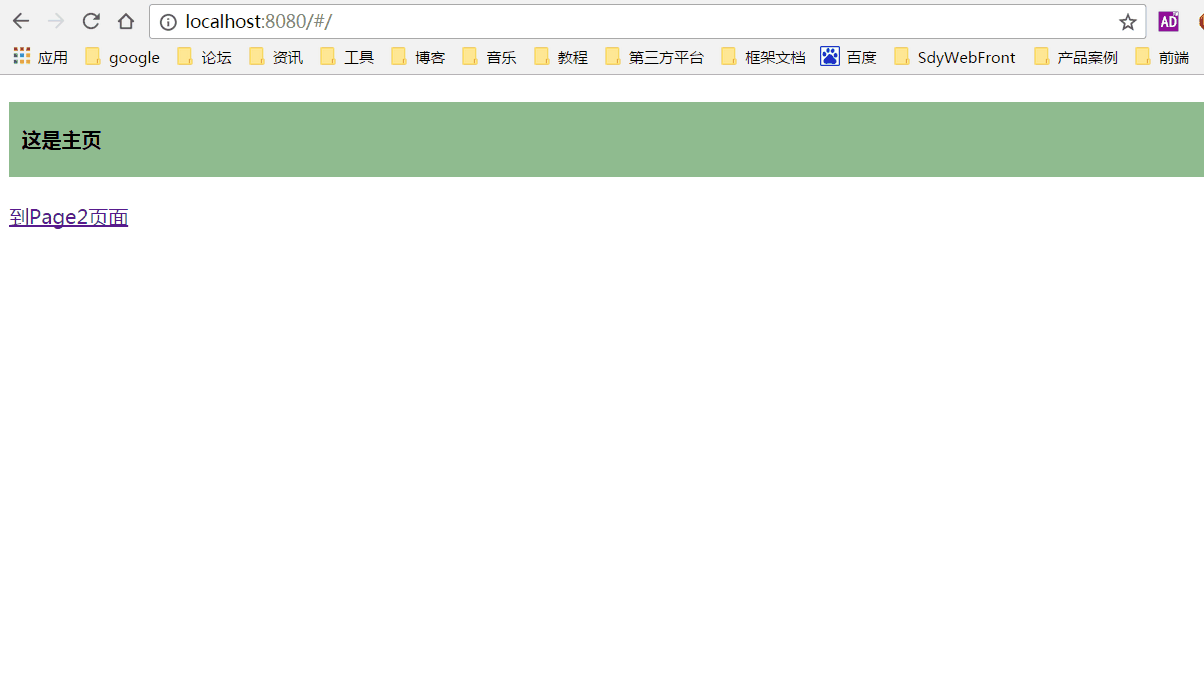 localhost:8080/#/
AD
应用 google 论坛 资讯 工具 博客 音乐 教程 第三方平台 框架文档 百度 SdyWebFront 产品案例 前端
这是主页
到Page2页面